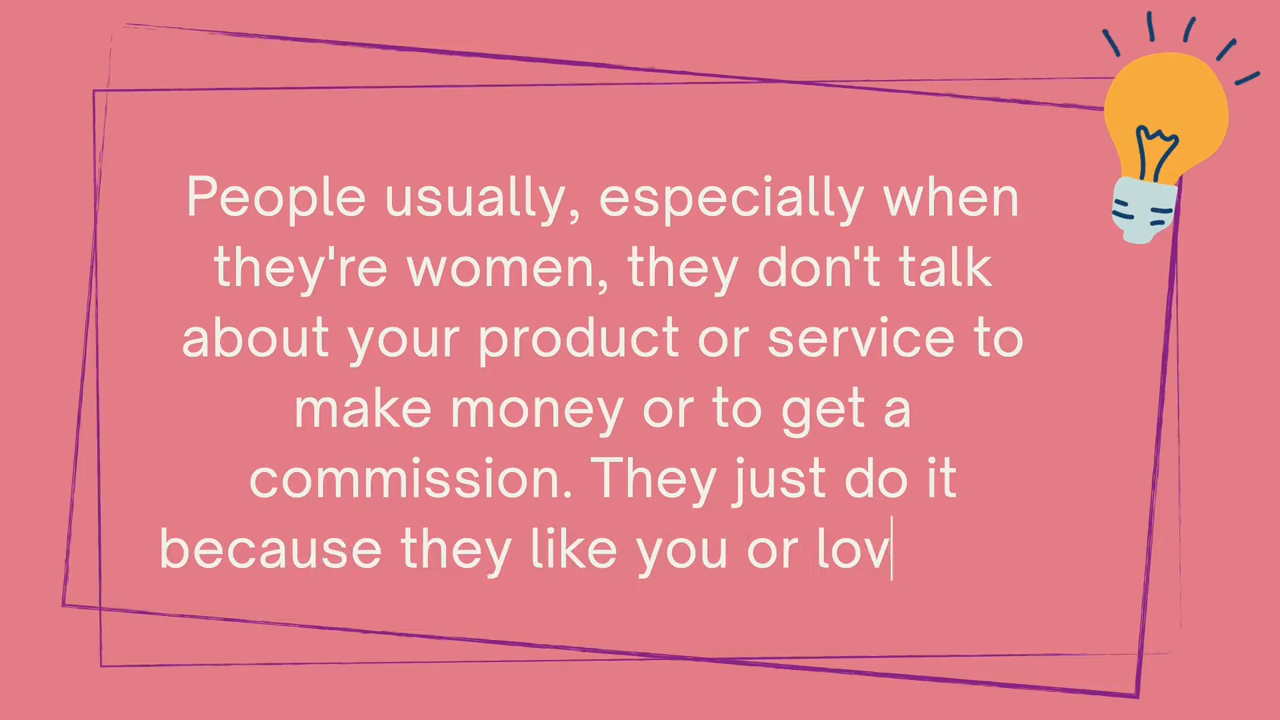 People usually, especially when
they're women, they don't talk
about your product or service to
make money or to get a
commission. They just do it
because they like you or lov